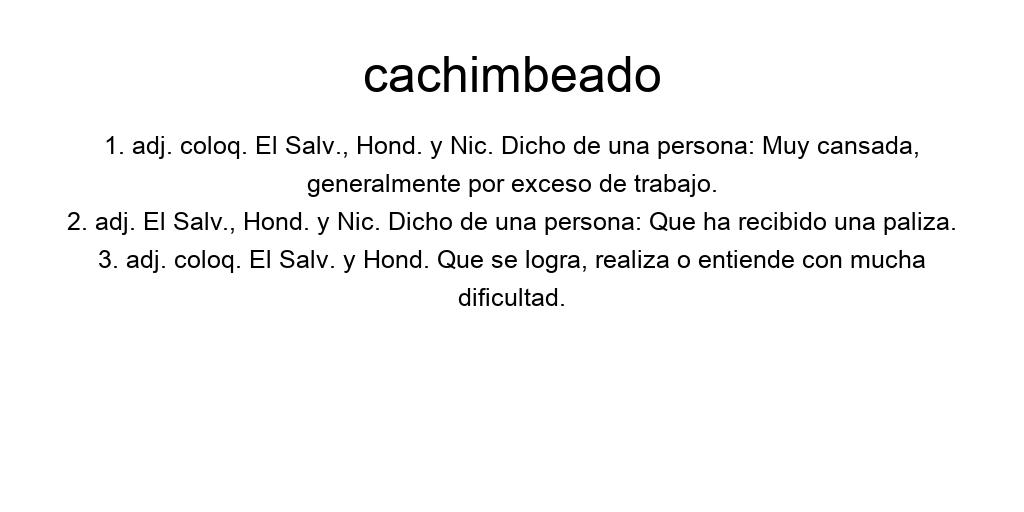 cachimbeado
1. adj. coloq. El Salv., Hond. y Nic. Dicho de una persona: Muy cansada,
generalmente por exceso de trabajo.
2. adj. El Salv., Hond. y Nic. Dicho de una persona: Que ha recibido una paliza.
3. adj. coloq. El Salv. y Hond. Que se logra, realiza o entiende con mucha
dificultad.